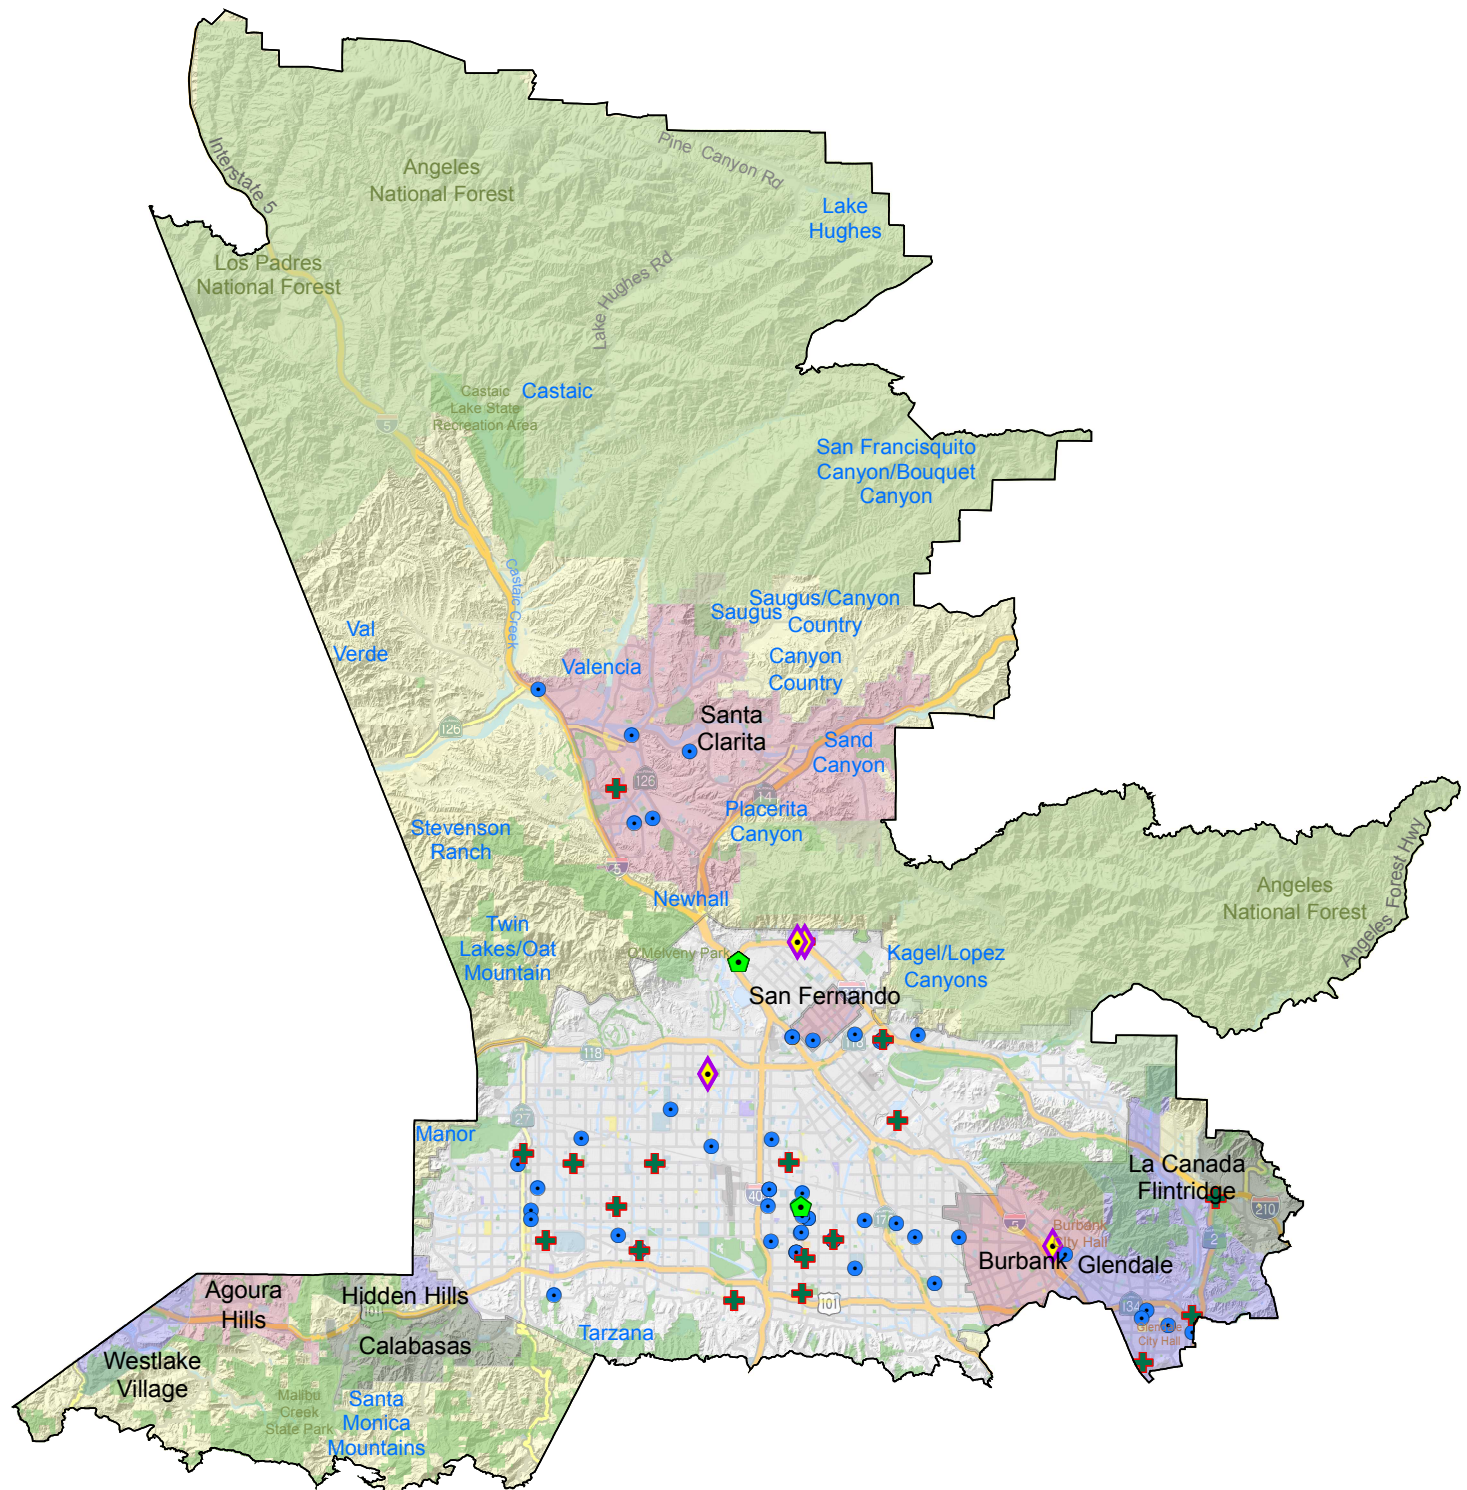 Pine Canyon Rd
Interstate 5
Angeles
National Forest
Lake
Hughes
Los Padres
National Forest
Lake Hughes Rd
Castaic
Lake State
Recreation Area
Castaic
5
San Francisquito
Canyon/Bouquet
Canyon
Castaic Creek
Saugus
Saugus/Canyon
Country
Val
Verde
Valencia
Canyon
Country
126
Santa
Clarita
Sand
Canyon
126
14
Placerita
Canyon
Stevenson
Ranch
5
Newhall
Angeles
National Forest
Angeles Forest Hwy
Twin
Lakes/Oat
Mountain
O'Melveny Park
Kagel/Lopez
Canyons
San Fernando
118
118
27
Manor
La Canada
Flintridge
40
210
5
2
Burbank
City Hall
Burbank
Glendale
Agoura
Hills
Hidden Hills
101
101
134
Tarzana
Calabasas
City Hall
Westlake
Village
Malibu
Creek
State Park
Santa
Monica
Mountains